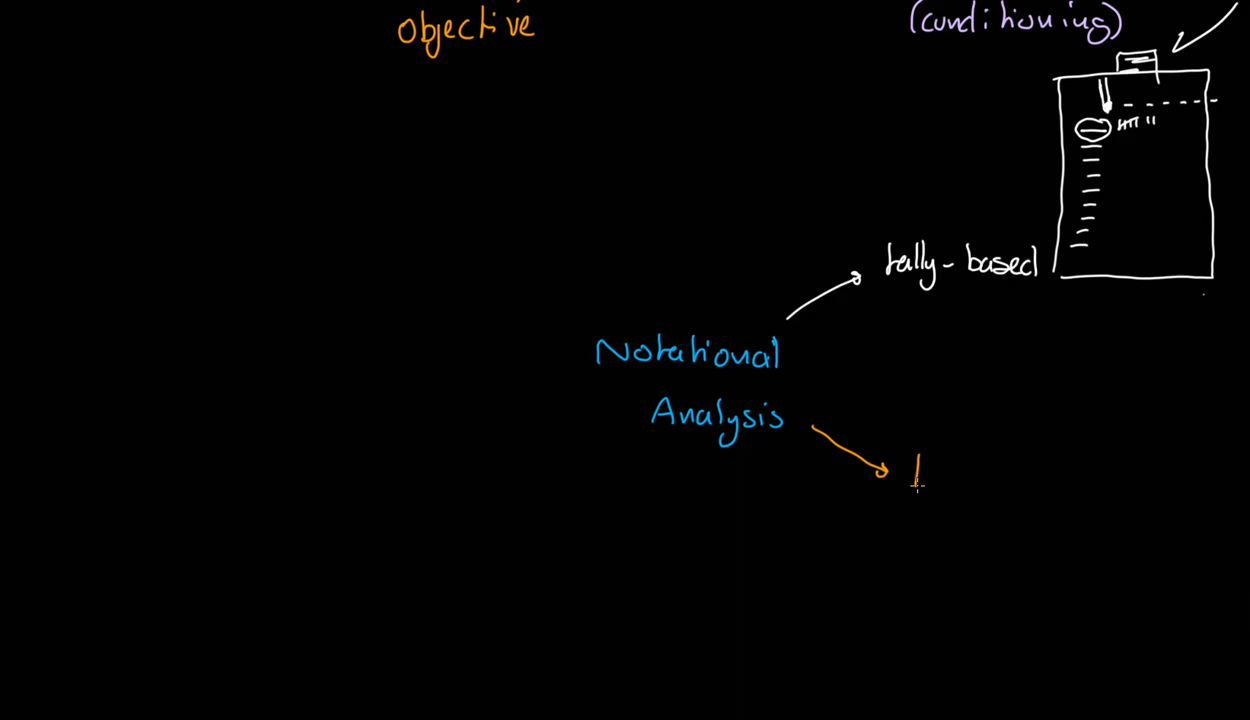 objective
(conditioning)
tally-based
Notational
Analysis